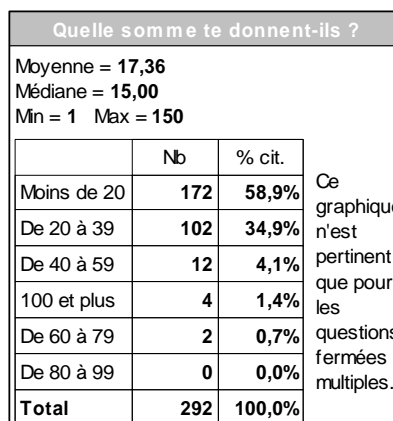 Quelle somme te donnent-ils ?
Moyenne = 17,36
Médiane = 15,00
Min = 1 Max = 150
Nb % cit.
Moins de 20 172 58,9%
De 20 à 39 102 34,9%
De 40 à 59 12 4,1%
100 et plus 4 1,4%
De 60 à 79 2 0,7%
De 80 à 99 0 0,0%
Total 292 100,0%
Ce
graphique
n'est
pertinent
que pour
les
questions
fermées
multiples.